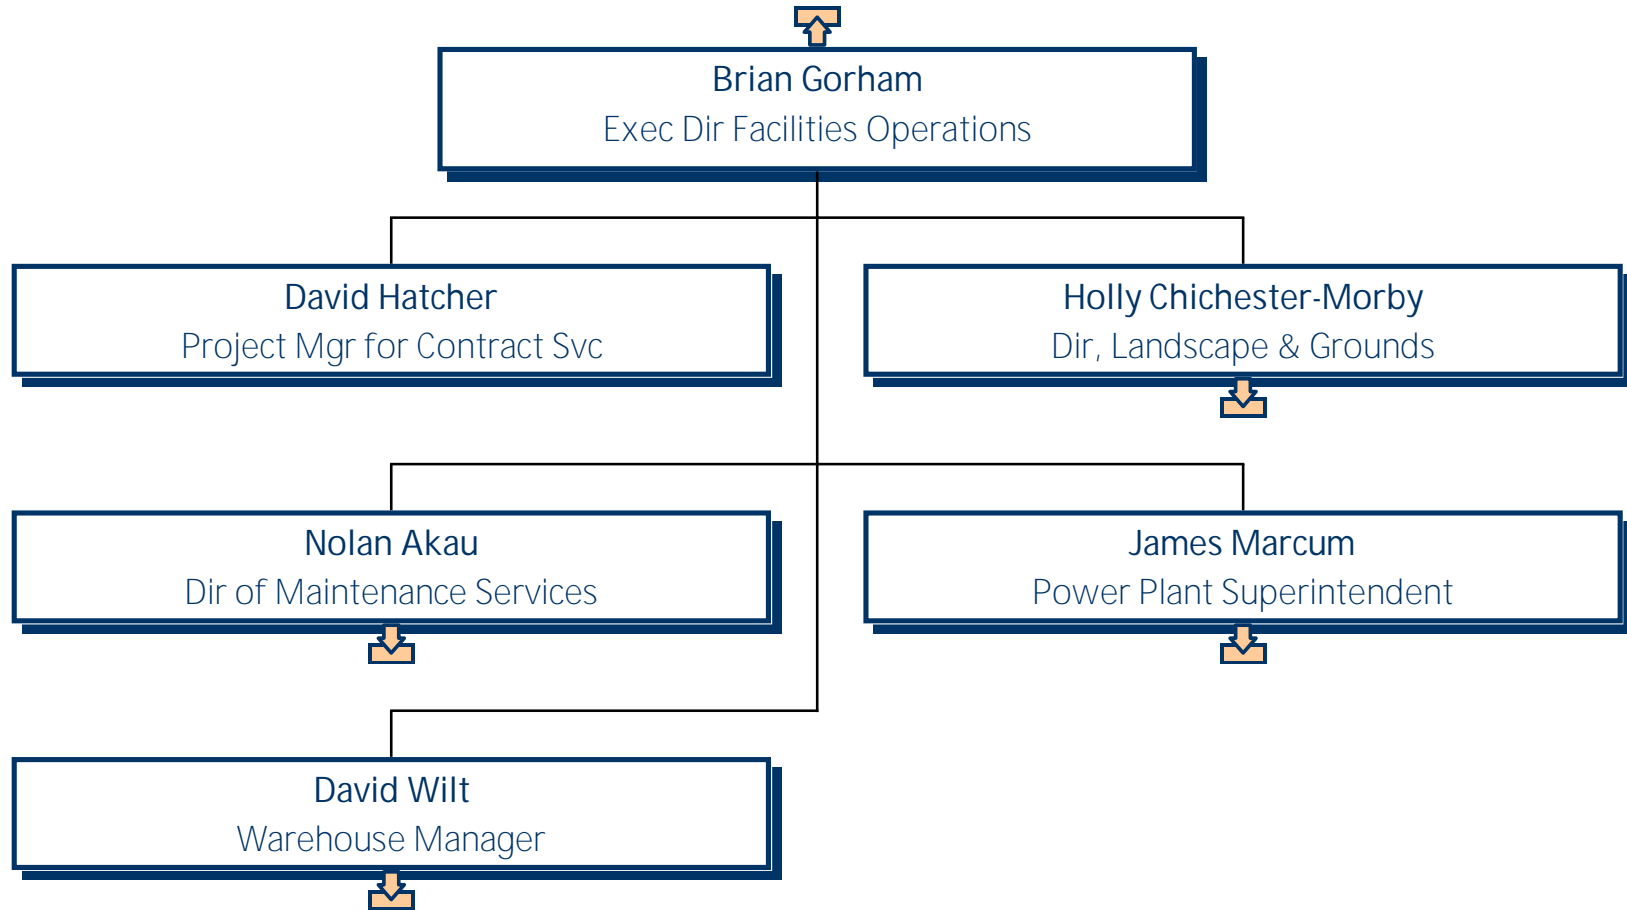 Brian Gorham
Exec Dir Facilities Operations
David Hatcher
Project Mgr for Contract Svc
Holly Chichester-Morby
Dir, Landscape & Grounds
Nolan Akau
Dir of Maintenance Services
James Marcum
Power Plant Superintendent
David Wilt
Warehouse Manager